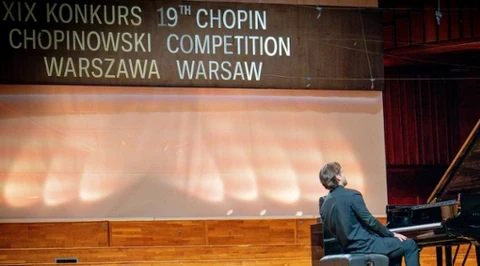 XIX KONKURS 19TH CHOPIN
CHOPINOWSKI COMPETITION
WARSZAWA WARSAW